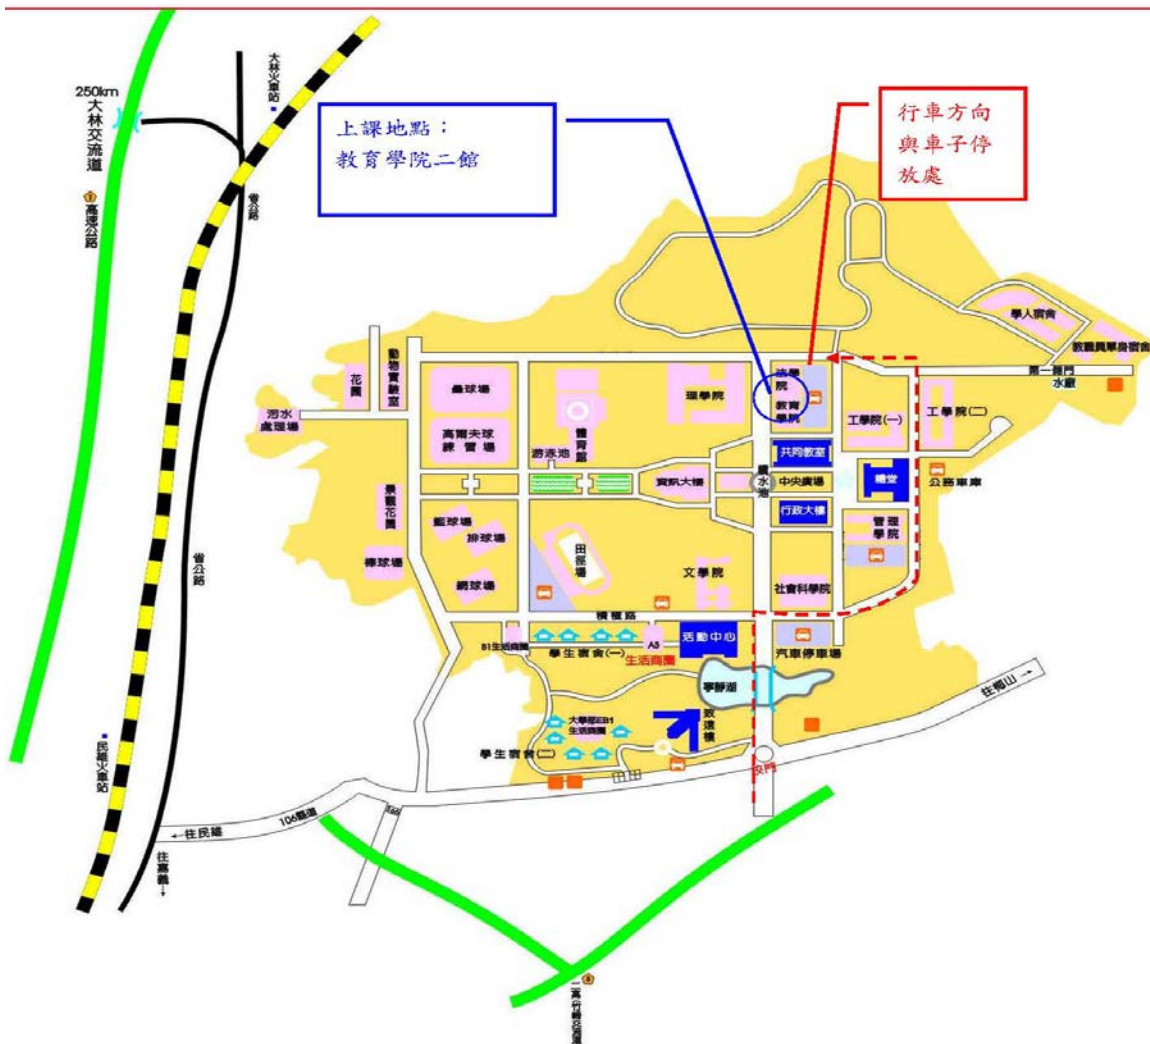 250km
大林交流道
高速公路
1
大林火車站
省公路
上課地點：
教育學院二館
行車方向
與車子停
放處
學人宿舍
教職員單身宿舍
第一側門
水廠
花園
動物實驗室
污水
處理場
壘球場
高爾夫球
練習場
體育館
游泳池
理學院
法學院
教育
學院
工學院(一)
工學院(二)
共同教室
資訊大樓
中央廣場
禮堂
公務車庫
行政大樓
管理
學院
景觀花園
棒球場
籃球場
排球場
網球場
田徑場
文學院
社會科學院
省公路
B1生活商圈
學生宿舍(一)
A3
生活商圈
活動中心
汽車停車場
寧靜湖
致遠樓
大學部EB1
生活商圈
學生宿舍(二)
往梅山
校門
民雄火車站
←往民雄
106縣道
往嘉義→
3